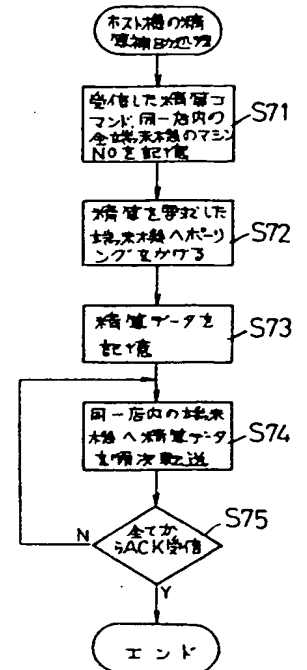 ホスト機の精
算補助処理
受信した精算コ
マンド、同一店内の
全端末機のマシン
NOを記憶
S71
精算を要求した
端末機へポーリ
ングをかける
S72
精算データを
記憶
S73
同一店内の端末
機へ精算データ
を順次転送
S74
全てか
らACK受信
S75
N
Y
エンド